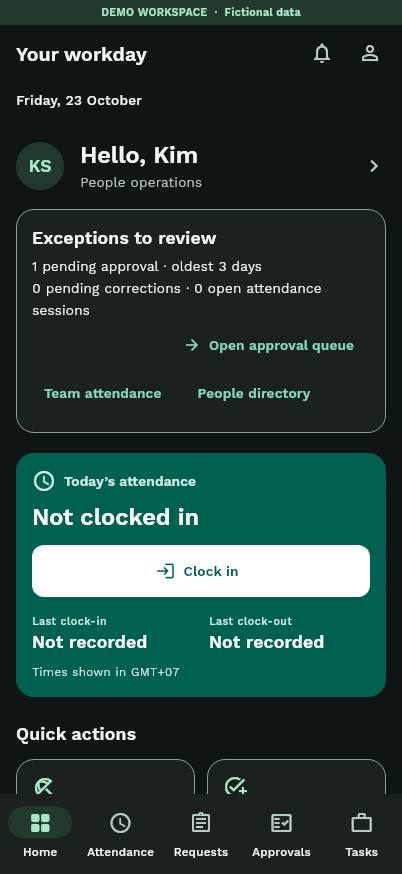 DEMO WORKSPACE · Fictional data
Your workday
Friday, 23 October
KS
Hello, Kim
People operations
Exceptions to review
1 pending approval · oldest 3 days
0 pending corrections · 0 open attendance
sessions
Open approval queue
Team attendance People directory
Today’s attendance
Not clocked in
Clock in
Last clock-in Last clock-out
Not recorded Not recorded
Times shown in GMT+07
Quick actions
Home Attendance Requests Approvals Tasks